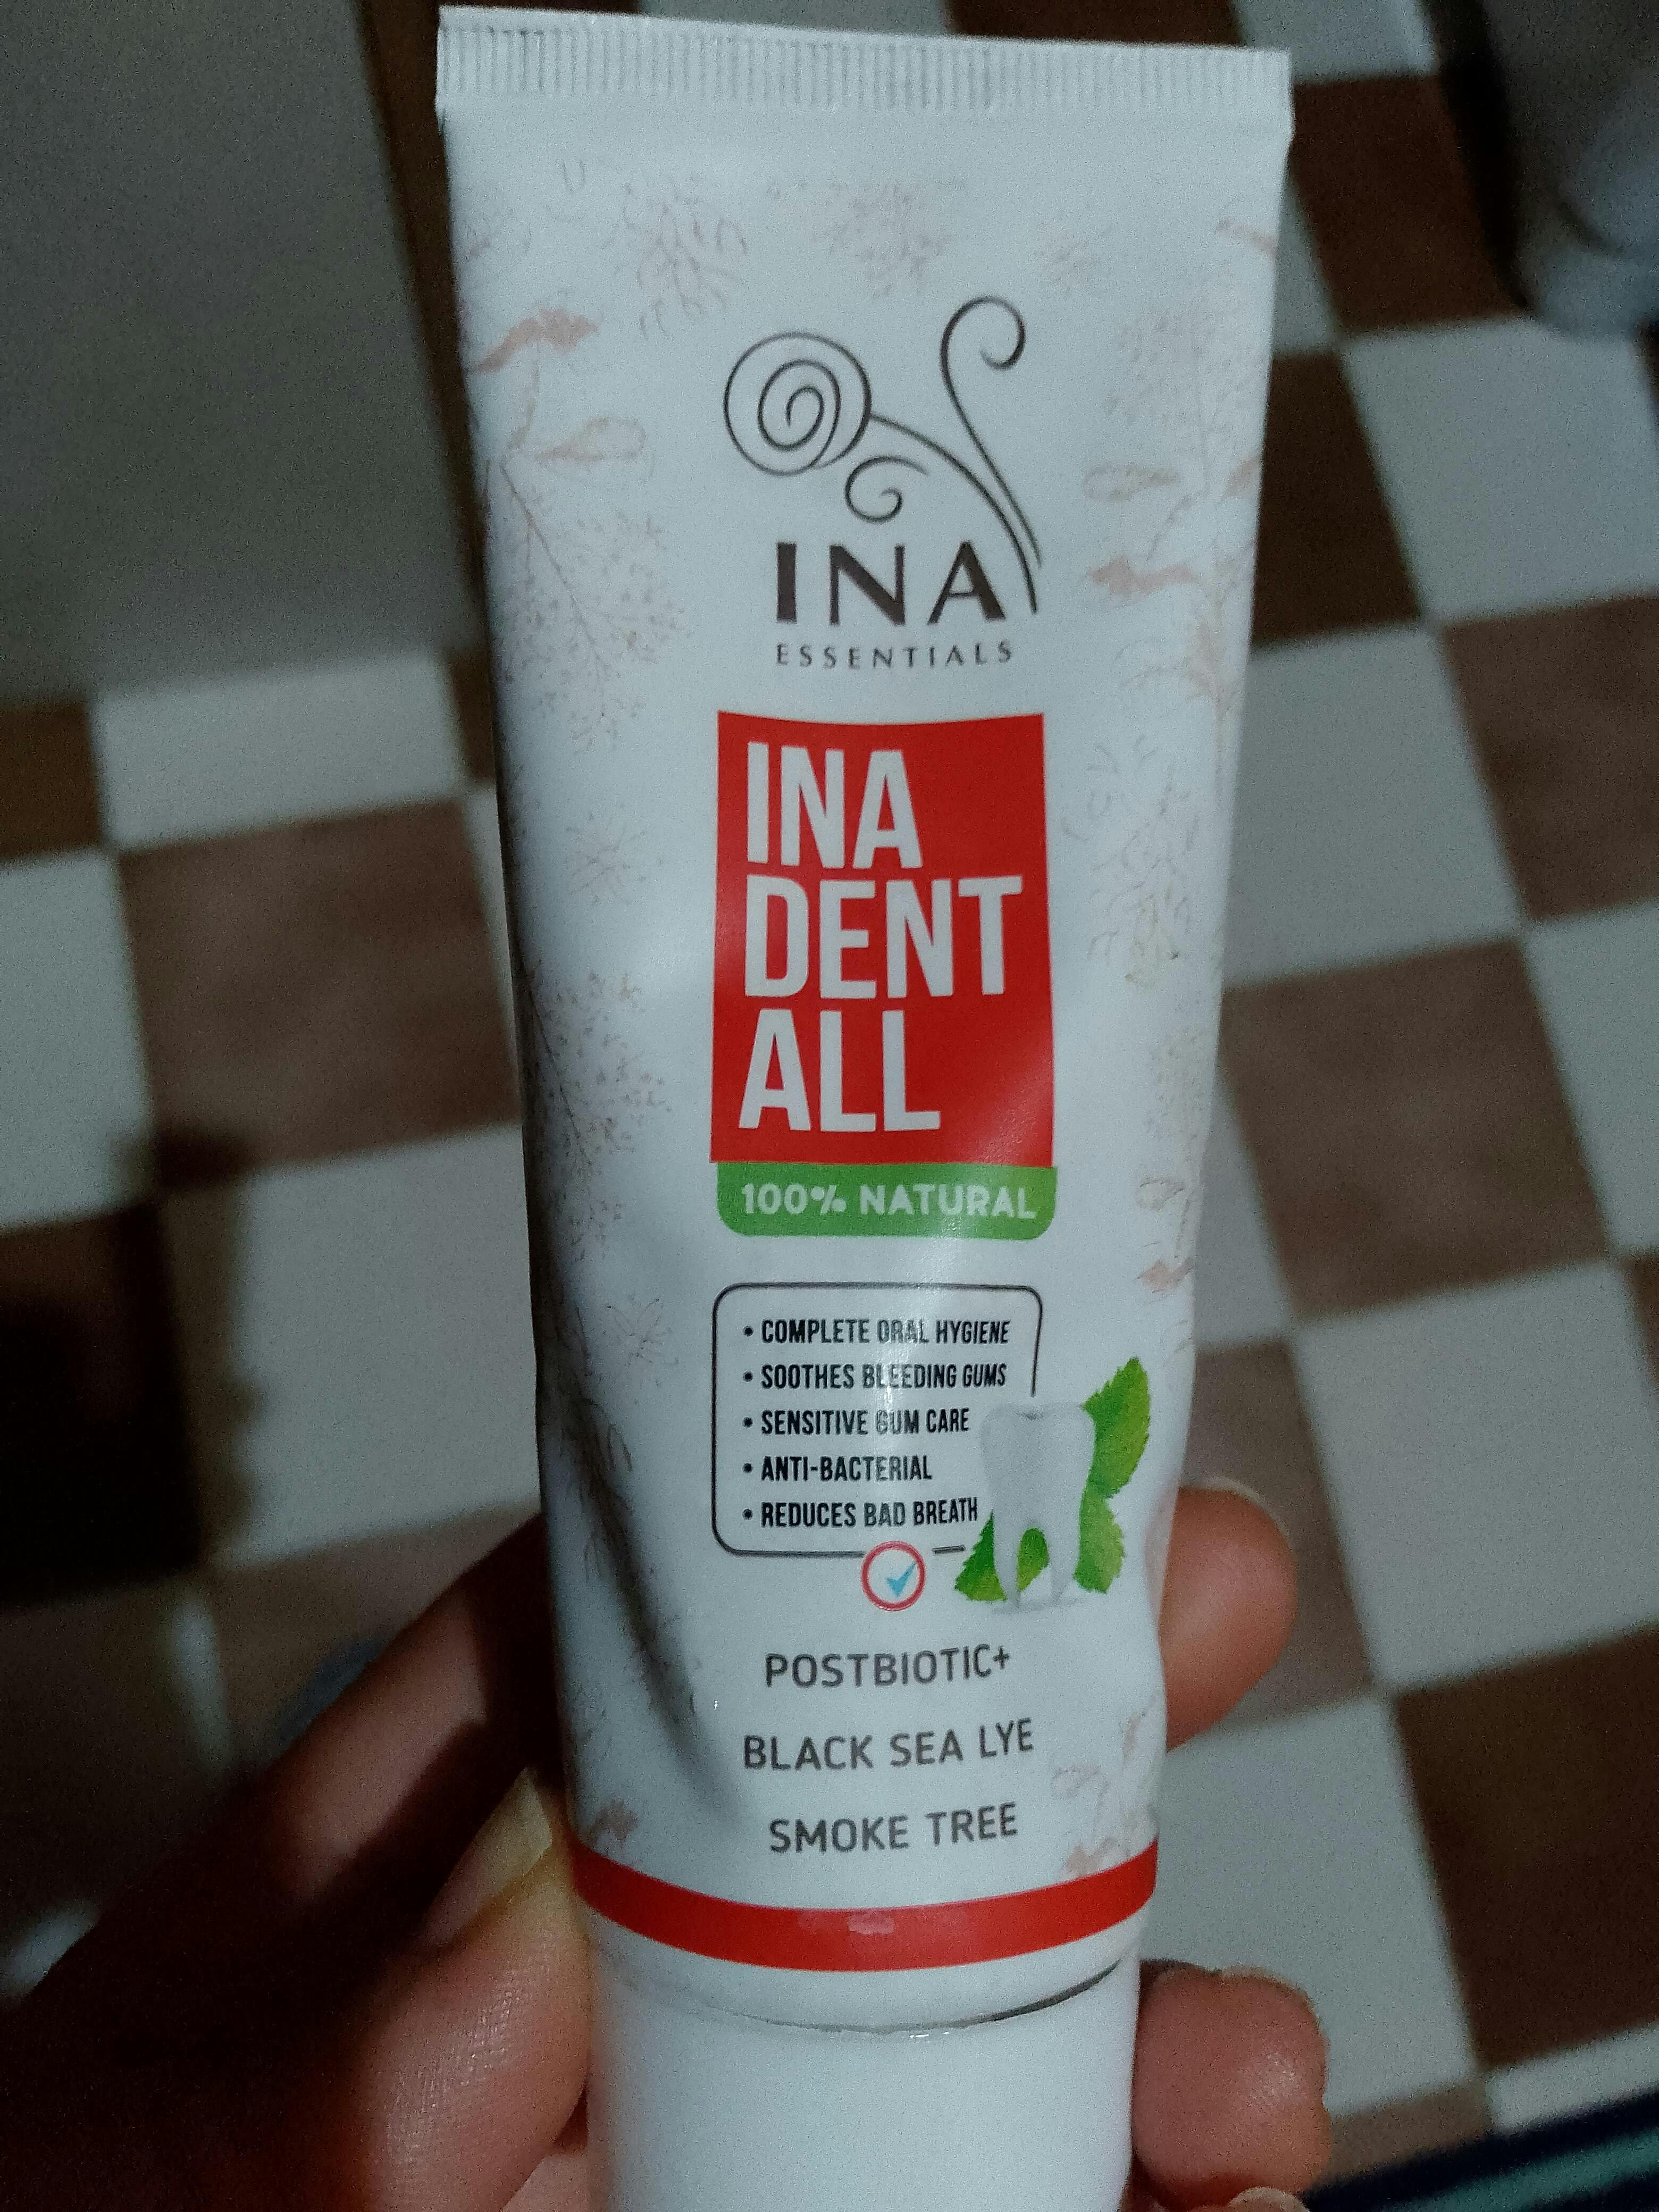 INA
ESSENTIALS
INA
DENT
ALL
100% NATURAL
• COMPLETE ORAL HYGIENE
• SOOTHES BLEEDING GUMS
• SENSITIVE GUM CARE
• ANTI-BACTERIAL
• REDUCES BAD BREATH
POSTBIOTIC+
BLACK SEA LYE
SMOKE TREE